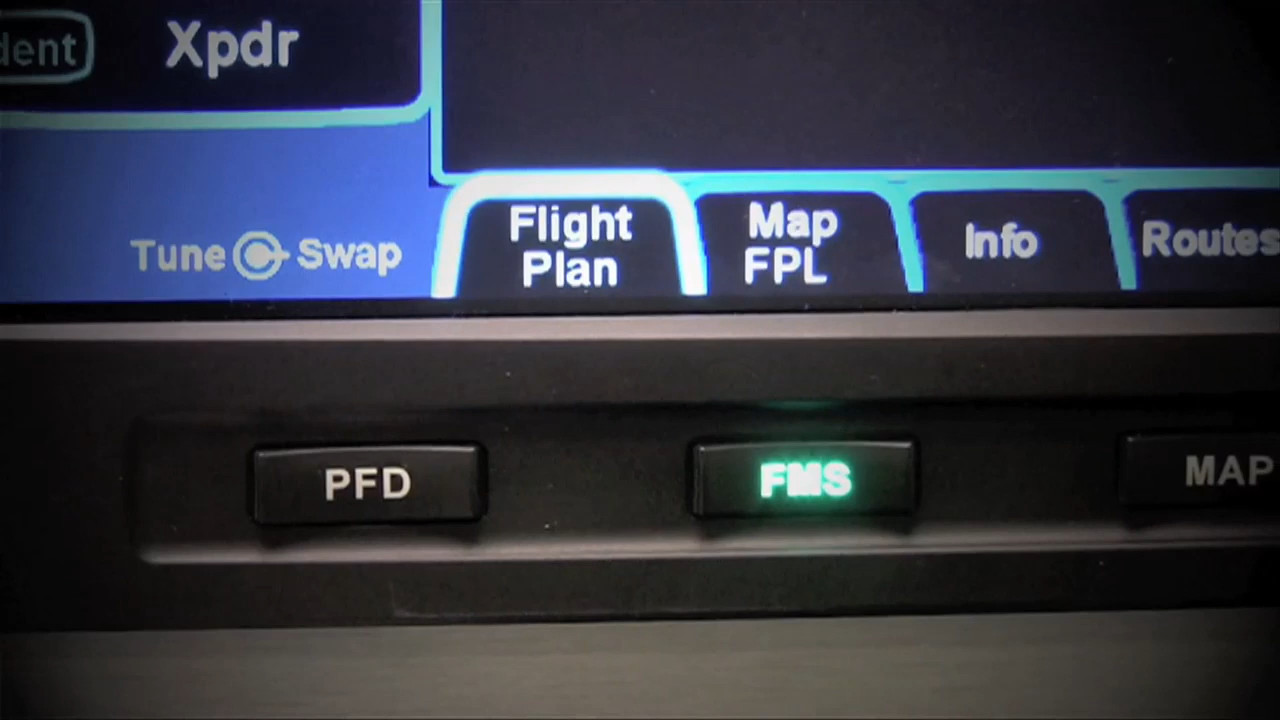 dent
Xpdr
Tune Swap
Flight
Plan
Map
FPL
Info
Routes
PFD
FMS
MAP